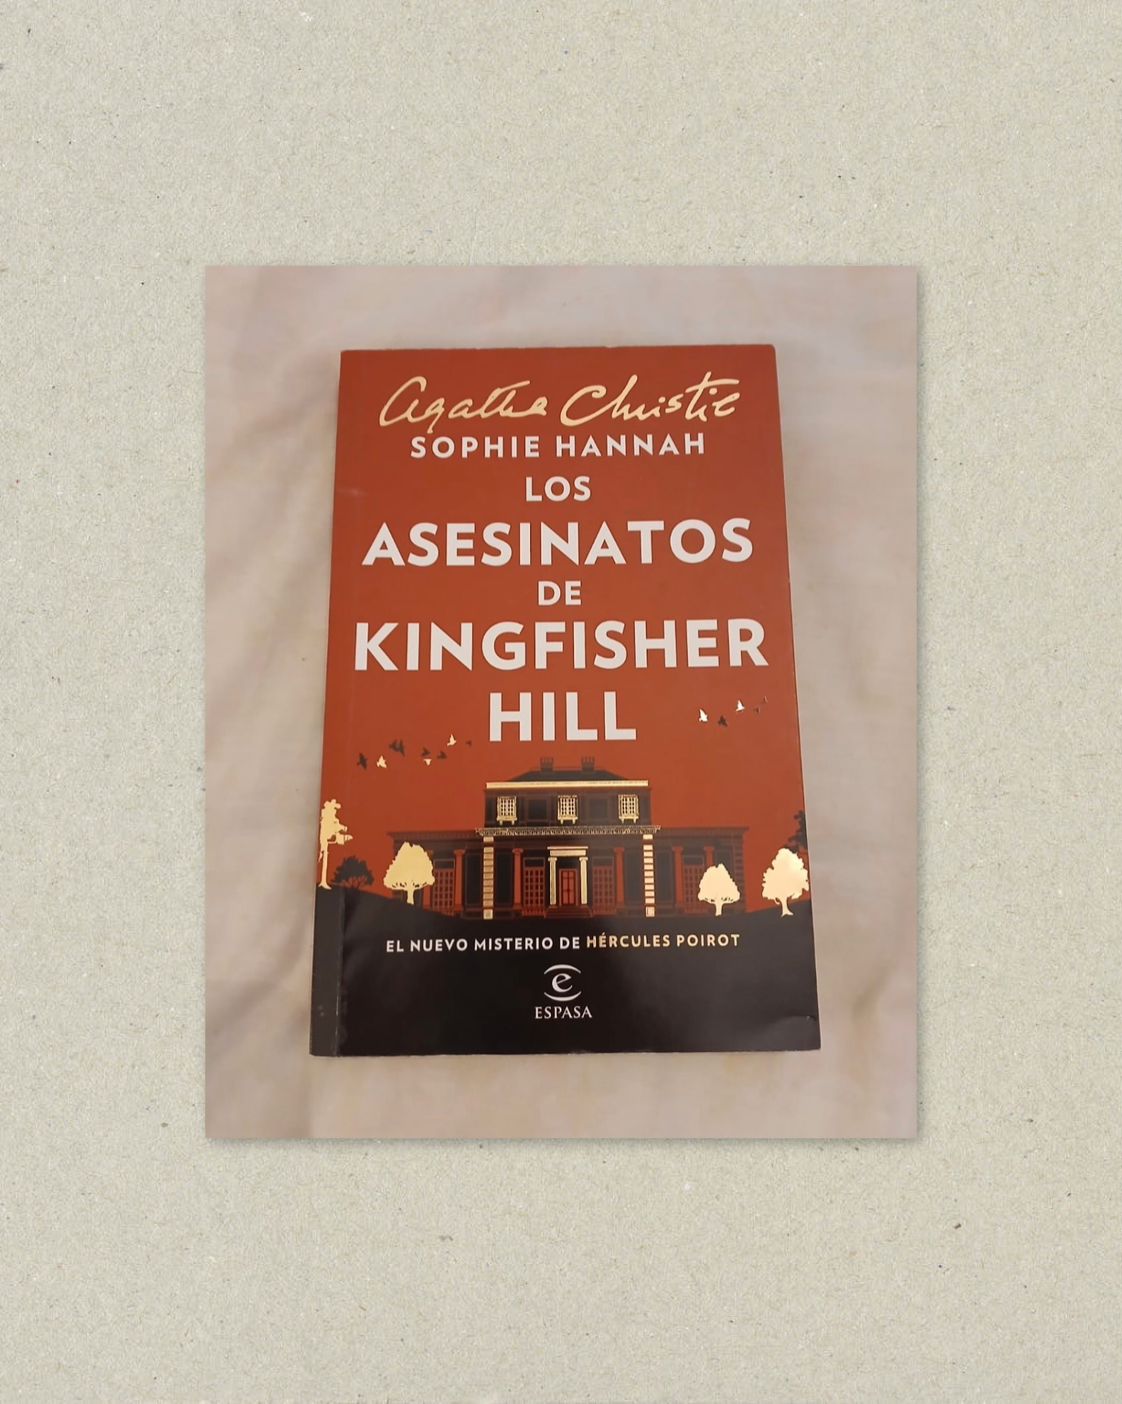 Agatha Christie
SOPHIE HANNAH
LOS
ASESINATOS
DE
KINGFISHER
HILL
EL NUEVO MISTERIO DE HÉRCULES POIROT
e
ESPASA